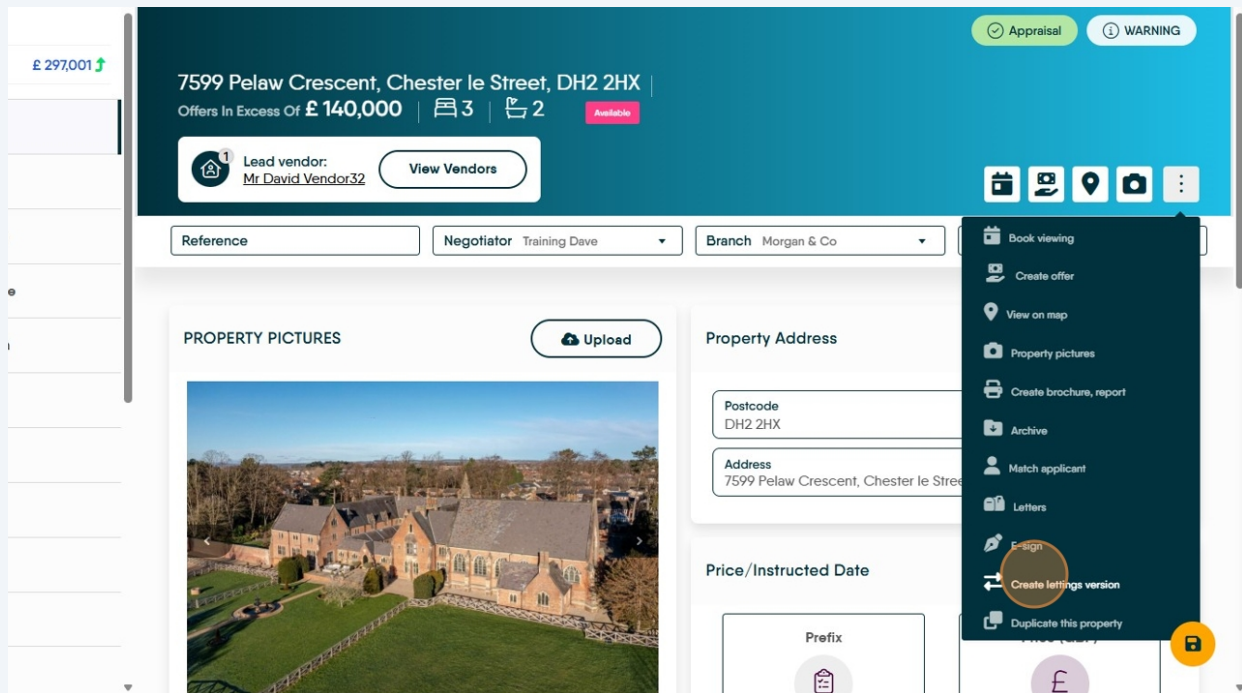 £ 297,001
Appraisal
WARNING
7599 Pelaw Crescent, Chester le Street, DH2 2HX
Offers In Excess Of £ 140,000 3 2 Available
1
Lead vendor:
Mr David Vendor32
View Vendors
Reference
Negotiator Training Dave
Branch Morgan & Co
Book viewing
Create offer
View on map
Property pictures
Create brochure, report
Archive
Match applicant
Letters
E-sign
Create lettings version
Duplicate this property
e
PROPERTY PICTURES
Upload
Property Address
Postcode
DH2 2HX
Address
7599 Pelaw Crescent, Chester le Stree
Price/Instructed Date
Prefix
£